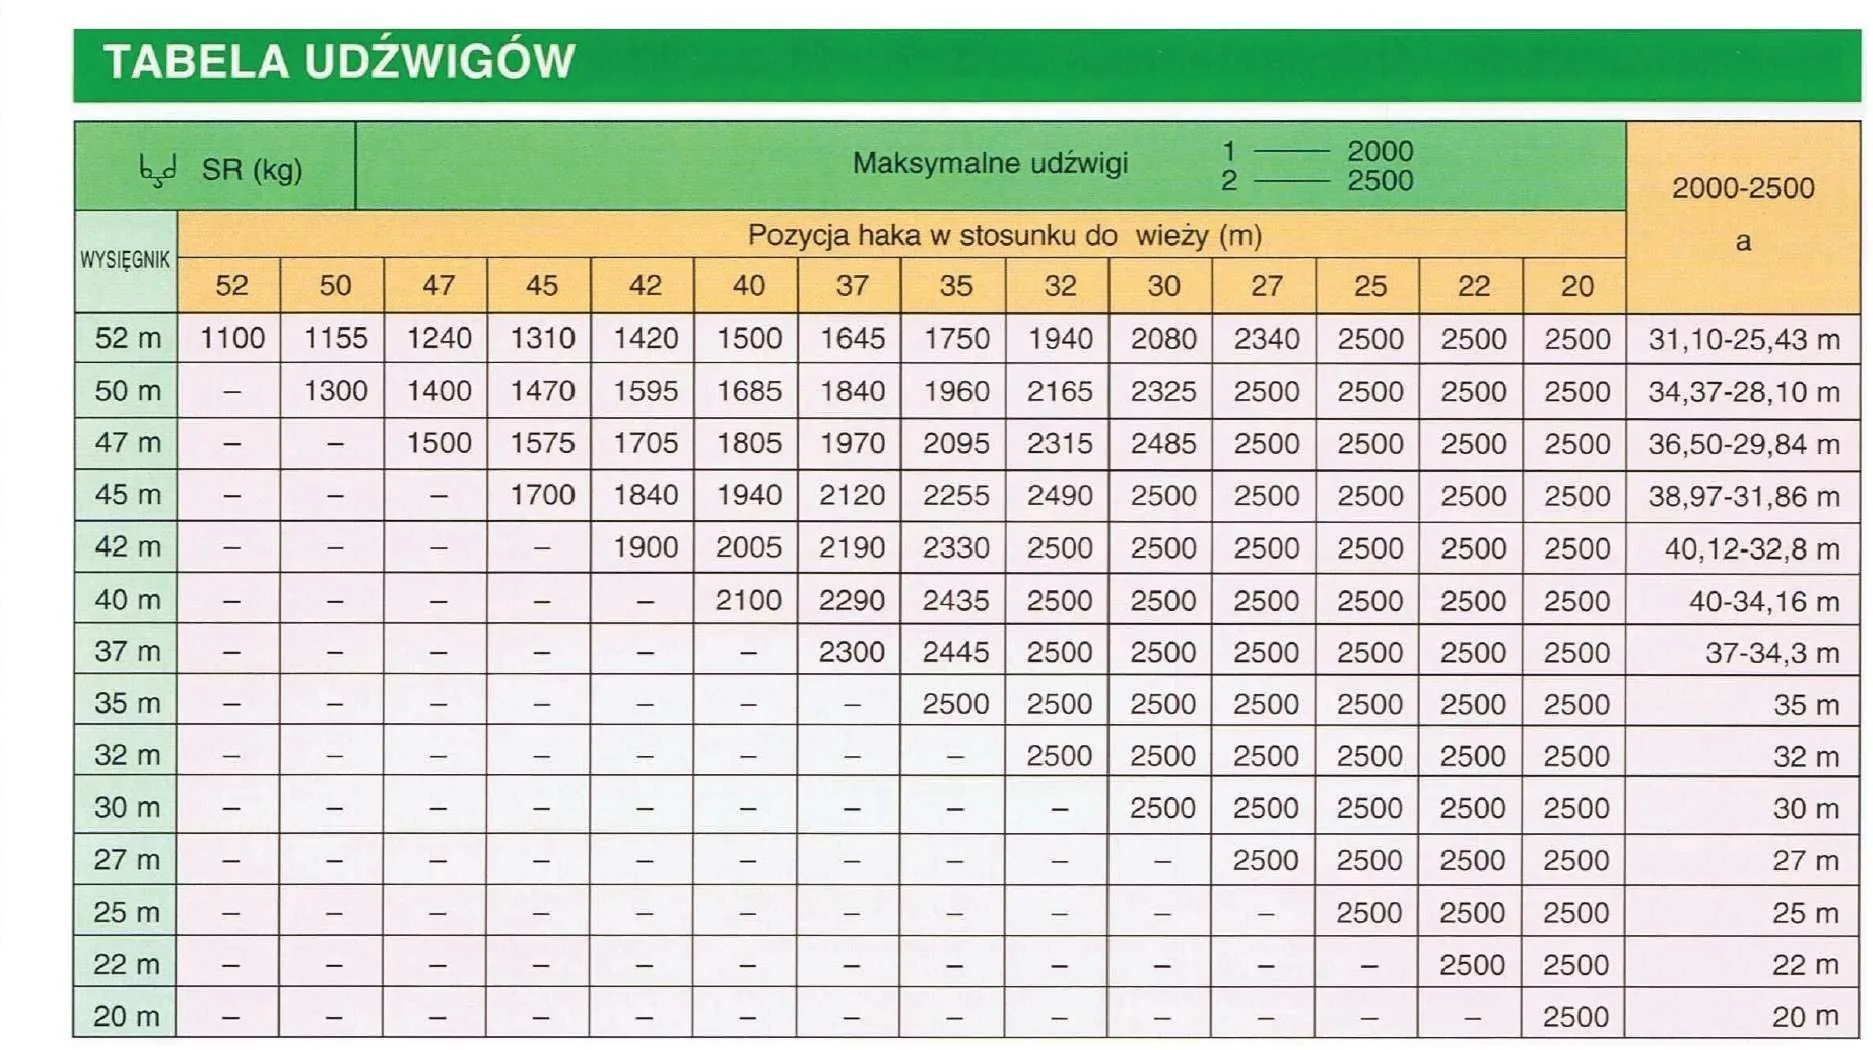 TABELA UDŹWIGÓW
SR (kg)
Maksymalne udźwigi
1 —— 2000
2 —— 2500
2000-2500
a
WYSIĘGNIK
Pozycja haka w stosunku do wieży (m)
52 50 47 45 42 40 37 35 32 30 27 25 22 20
52 m 1100 1155 1240 1310 1420 1500 1645 1750 1940 2080 2340 2500 2500 2500 31,10-25,43 m
50 m – 1300 1400 1470 1595 1685 1840 1960 2165 2325 2500 2500 2500 2500 34,37-28,10 m
47 m – – 1500 1575 1705 1805 1970 2095 2315 2485 2500 2500 2500 2500 36,50-29,84 m
45 m – – – 1700 1840 1940 2120 2255 2490 2500 2500 2500 2500 2500 38,97-31,86 m
42 m – – – – 1900 2005 2190 2330 2500 2500 2500 2500 2500 2500 40,12-32,8 m
40 m – – – – – 2100 2290 2435 2500 2500 2500 2500 2500 2500 40-34,16 m
37 m – – – – – – 2300 2445 2500 2500 2500 2500 2500 2500 37-34,3 m
35 m – – – – – – – 2500 2500 2500 2500 2500 2500 2500 35 m
32 m – – – – – – – – 2500 2500 2500 2500 2500 2500 32 m
30 m – – – – – – – – – 2500 2500 2500 2500 2500 30 m
27 m – – – – – – – – – – 2500 2500 2500 2500 27 m
25 m – – – – – – – – – – – 2500 2500 2500 25 m
22 m – – – – – – – – – – – – 2500 2500 22 m
20 m – – – – – – – – – – – – – 2500 20 m